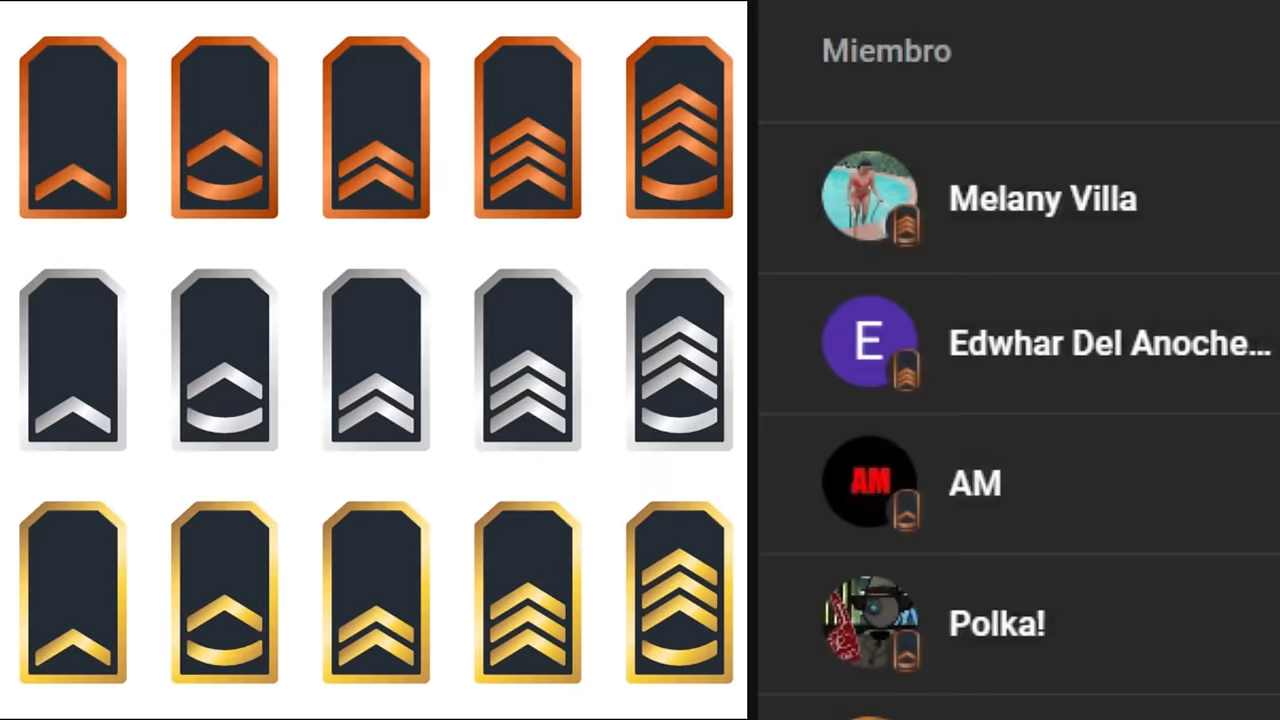 Miembro
Melany Villa
E
Edwhar Del Anoche...
AM
AM
Polka!